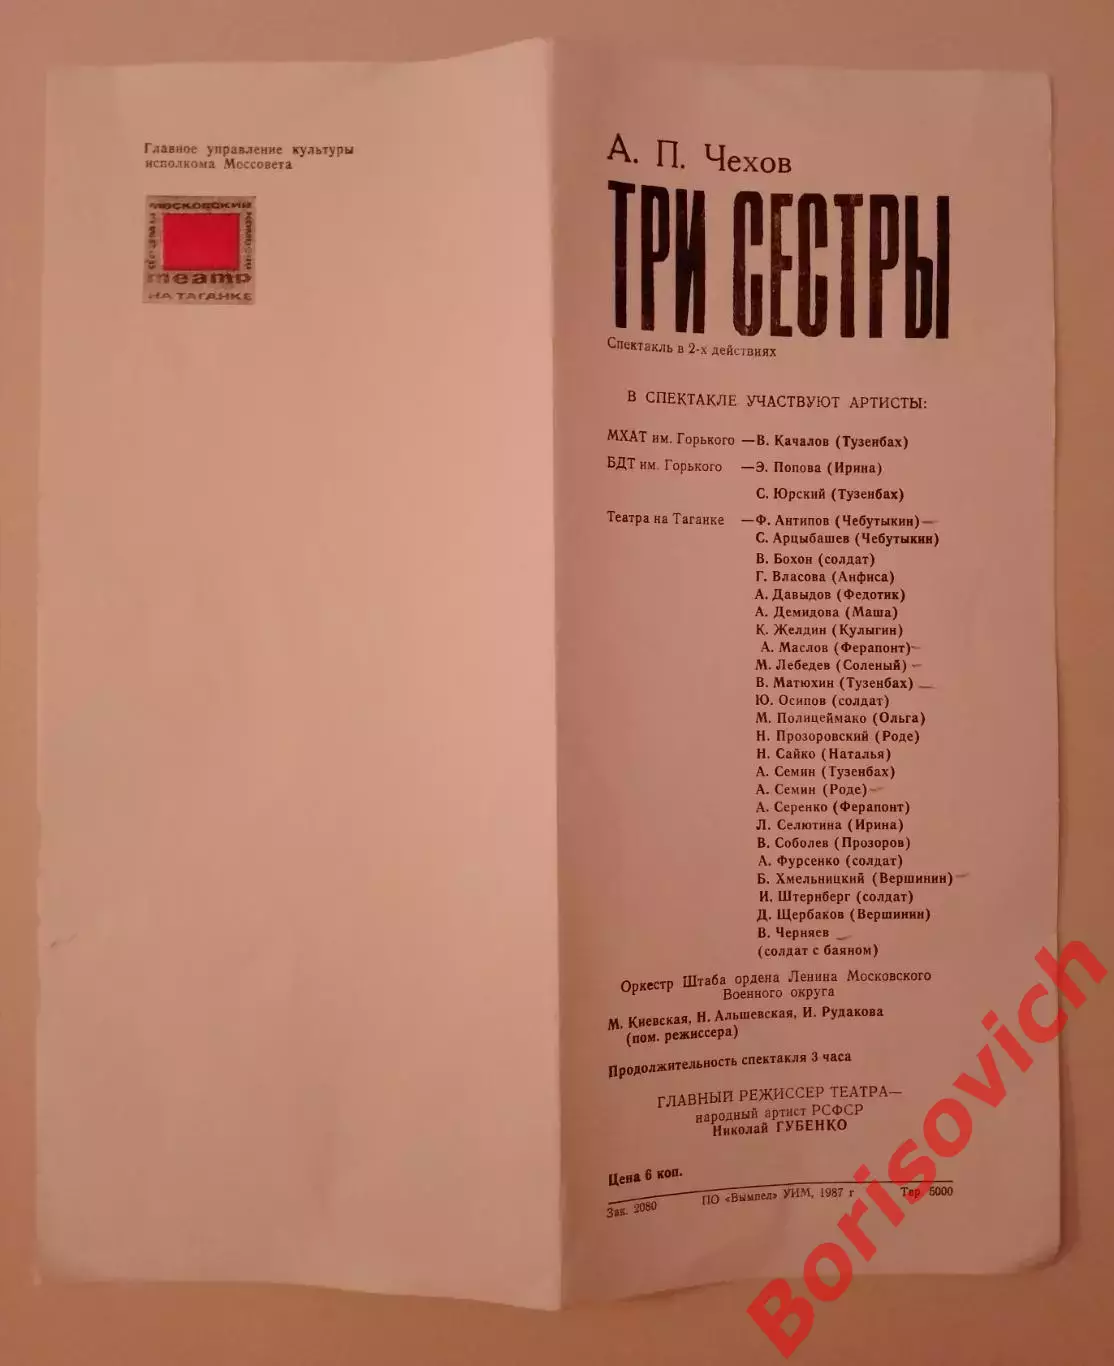 Главное управление культуры
исполкома Моссовета
московский
драмы и комедии
театр
НА ТАГАНКЕ
А. П. Чехов
ТРИ СЕСТРЫ
Спектакль в 2-х действиях
В СПЕКТАКЛЕ УЧАСТВУЮТ АРТИСТЫ:
МХАТ им. Горького — В. Качалов (Тузенбах)
БДТ им. Горького — Э. Попова (Ирина)
С. Юрский (Тузенбах)
Театра на Таганке — Ф. Антипов (Чебутыкин)
С. Арцыбашев (Чебутыкин)
В. Бохон (солдат)
Г. Власова (Анфиса)
А. Давыдов (Федотик)
А. Демидова (Маша)
К. Желдин (Кулыгин)
А. Маслов (Ферапонт)
М. Лебедев (Соленый)
В. Матюхин (Тузенбах)
Ю. Осипов (солдат)
М. Полицеймако (Ольга)
Н. Прозоровский (Роде)
Н. Сайко (Наталья)
А. Семин (Тузенбах)
А. Семин (Роде)
А. Серенко (Ферапонт)
Л. Селютина (Ирина)
В. Соболев (Прозоров)
А. Фурсенко (солдат)
Б. Хмельницкий (Вершинин)
И. Штернберг (солдат)
Д. Щербаков (Вершинин)
В. Черняев
(солдат с баяном)
Оркестр Штаба ордена Ленина Московского
Военного округа
М. Киевская, Н. Альшевская, И. Рудакова
(пом. режиссера)
Продолжительность спектакля 3 часа
ГЛАВНЫЙ РЕЖИССЕР ТЕАТРА—
народный артист РСФСР
Николай ГУБЕНКО
Цена 6 коп.
Зак. 2080 ПО «Вымпел» УИМ, 1987 г Тер 5000
Borisovich